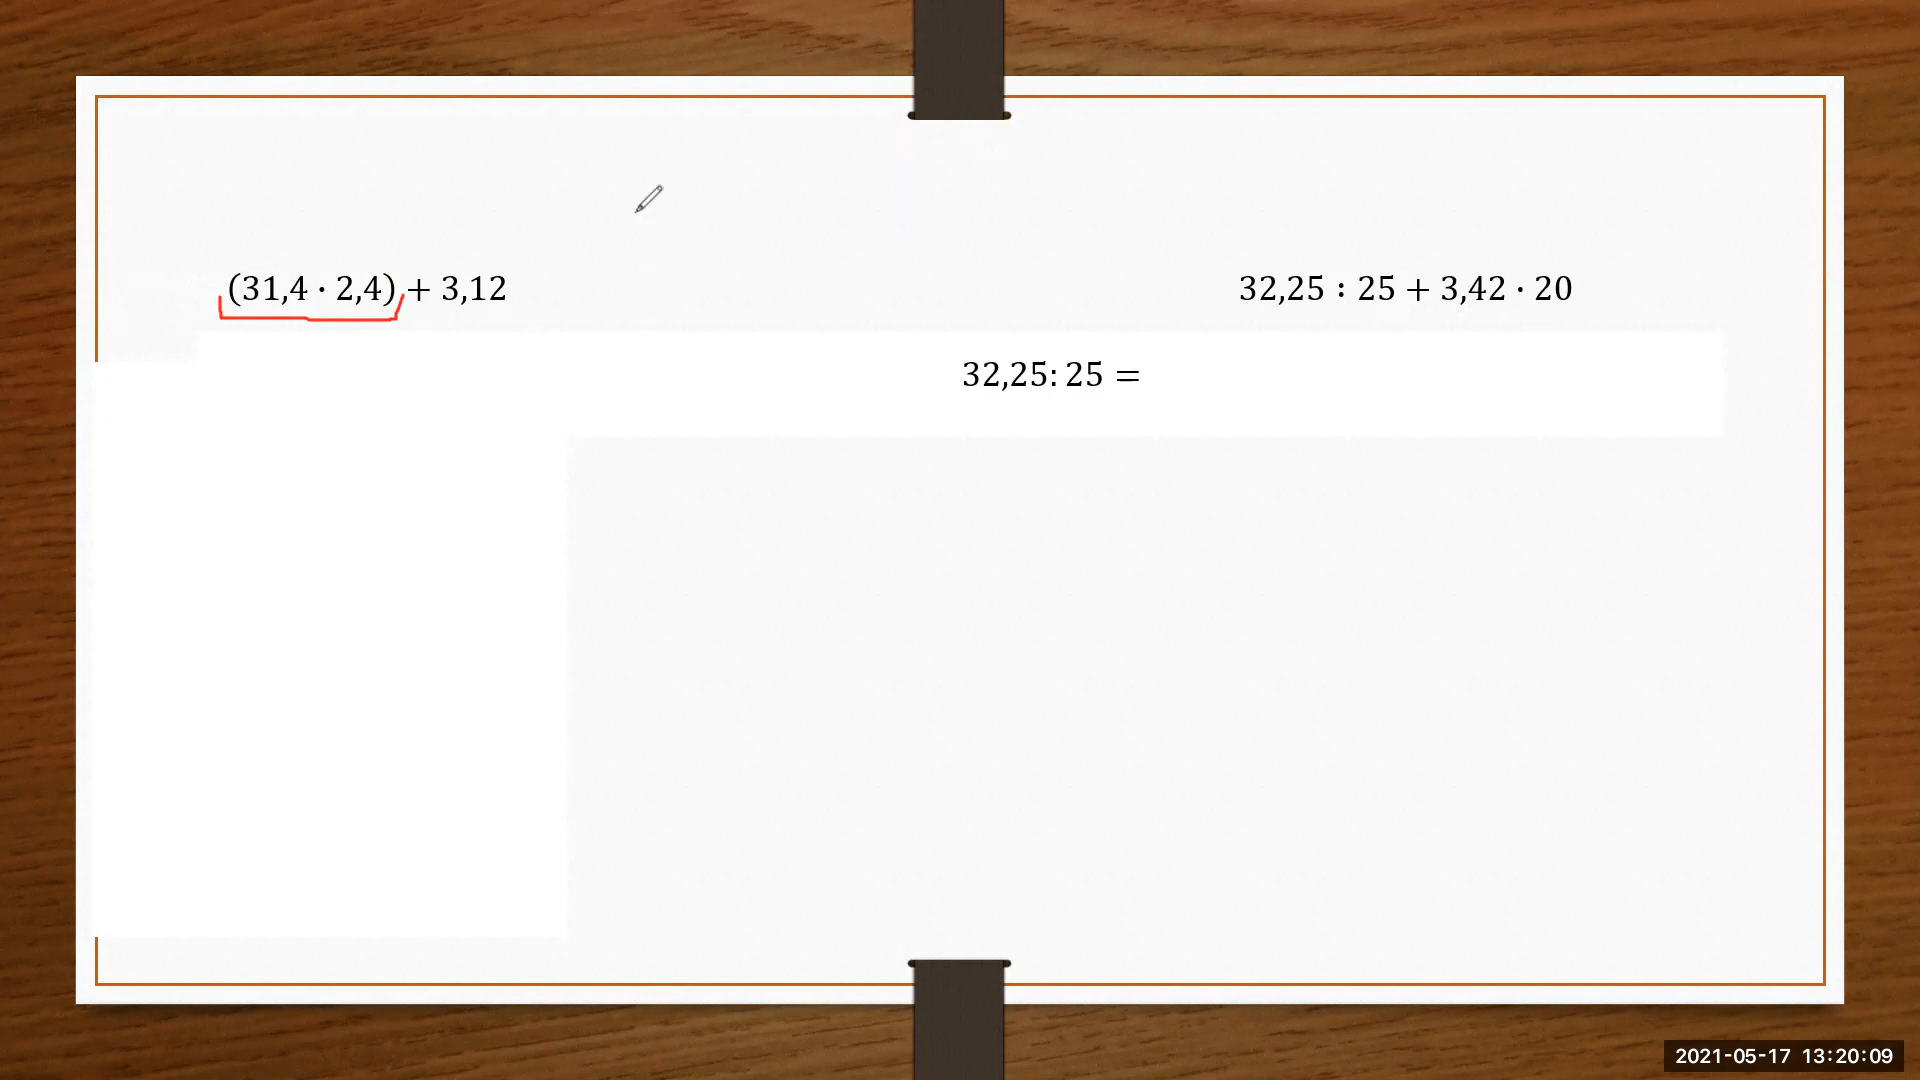 (31,4 · 2,4) + 3,12
32,25 : 25 + 3,42 · 20
32,25: 25 =
2021-05-17 13:20:09